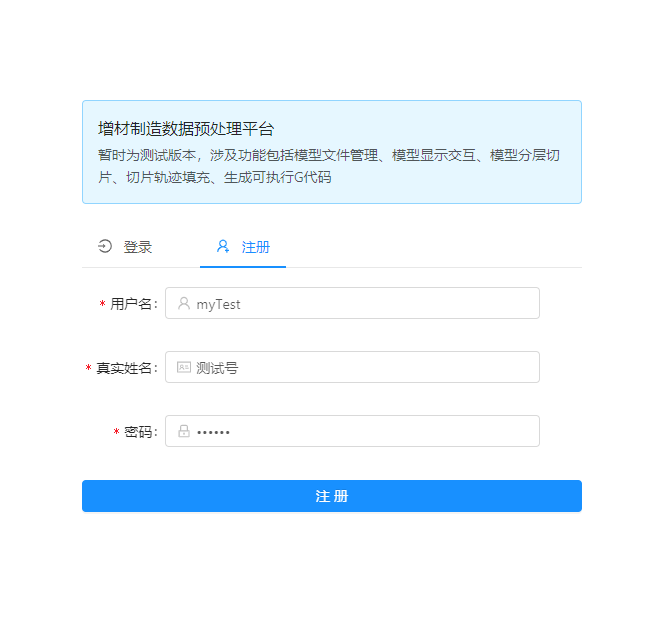 增材制造数据预处理平台
暂时为测试版本，涉及功能包括模型文件管理、模型显示交互、模型分层切
片、切片轨迹填充、生成可执行G代码
登录 注册
* 用户名： myTest
* 真实姓名： 测试号
* 密码： ••••••
注 册